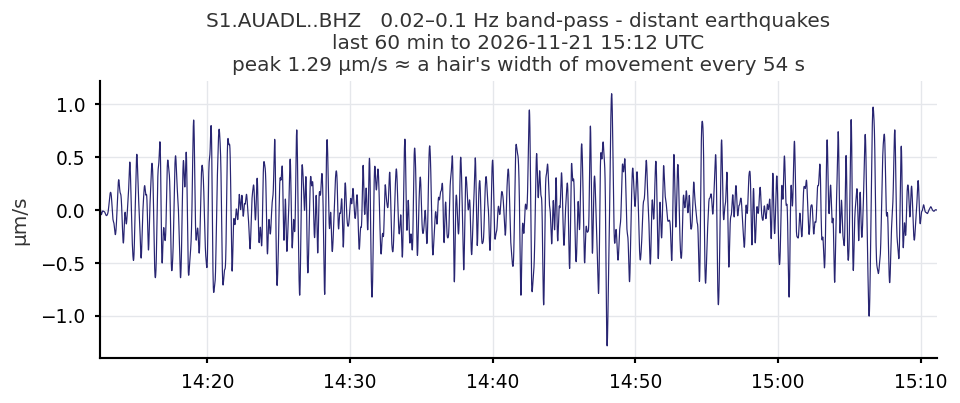 S1.AUADL..BHZ   0.02–0.1 Hz band-pass - distant earthquakes
last 60 min to 2026-11-21 15:12 UTC
peak 1.29 µm/s ≈ a hair's width of movement every 54 s
µm/s
1.0
0.5
0.0
−0.5
−1.0
14:20 14:30 14:40 14:50 15:00 15:10